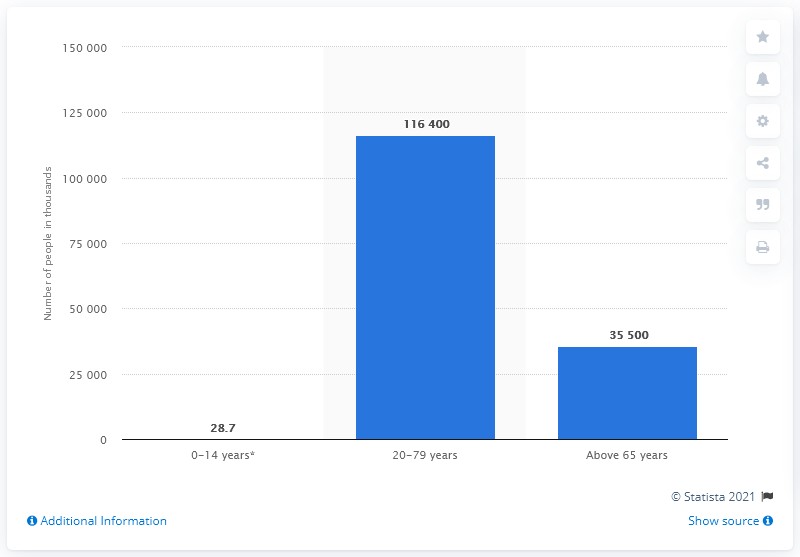 150 000
125 000
100 000
75 000
50 000
25 000
0
Number of people in thousands
28.7
116 400
35 500
0-14 years*
20-79 years
Above 65 years
© Statista 2021
Additional Information
Show source